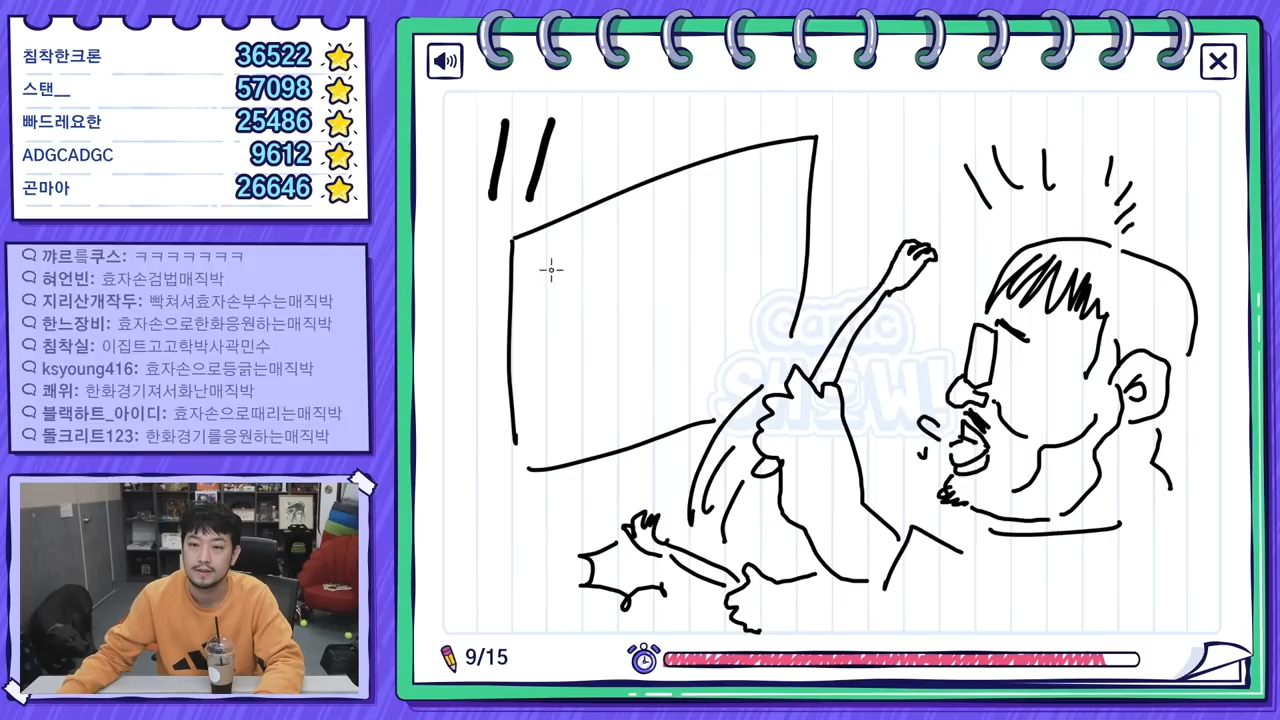 침착한크론 36522
스탠__ 57098
빠드레요한 25486
ADGCADGC 9612
곤마아 26646
꺄르륵쿠스: ㅋㅋㅋㅋㅋㅋㅋ
혀언빈: 효자손검법매직박
지리산개작두: 빡쳐셔효자손부수는매직박
한느장비: 효자손으로한화응원하는매직박
침착실: 이집트고고학박사곽민수
ksyoung416: 효자손으로등긁는매직박
쾌위: 한화경기져서화난매직박
블랙하트_아이디: 효자손으로때리는매직박
돌크리트123: 한화경기를응원하는매직박
Comic
SHOW!
9/15